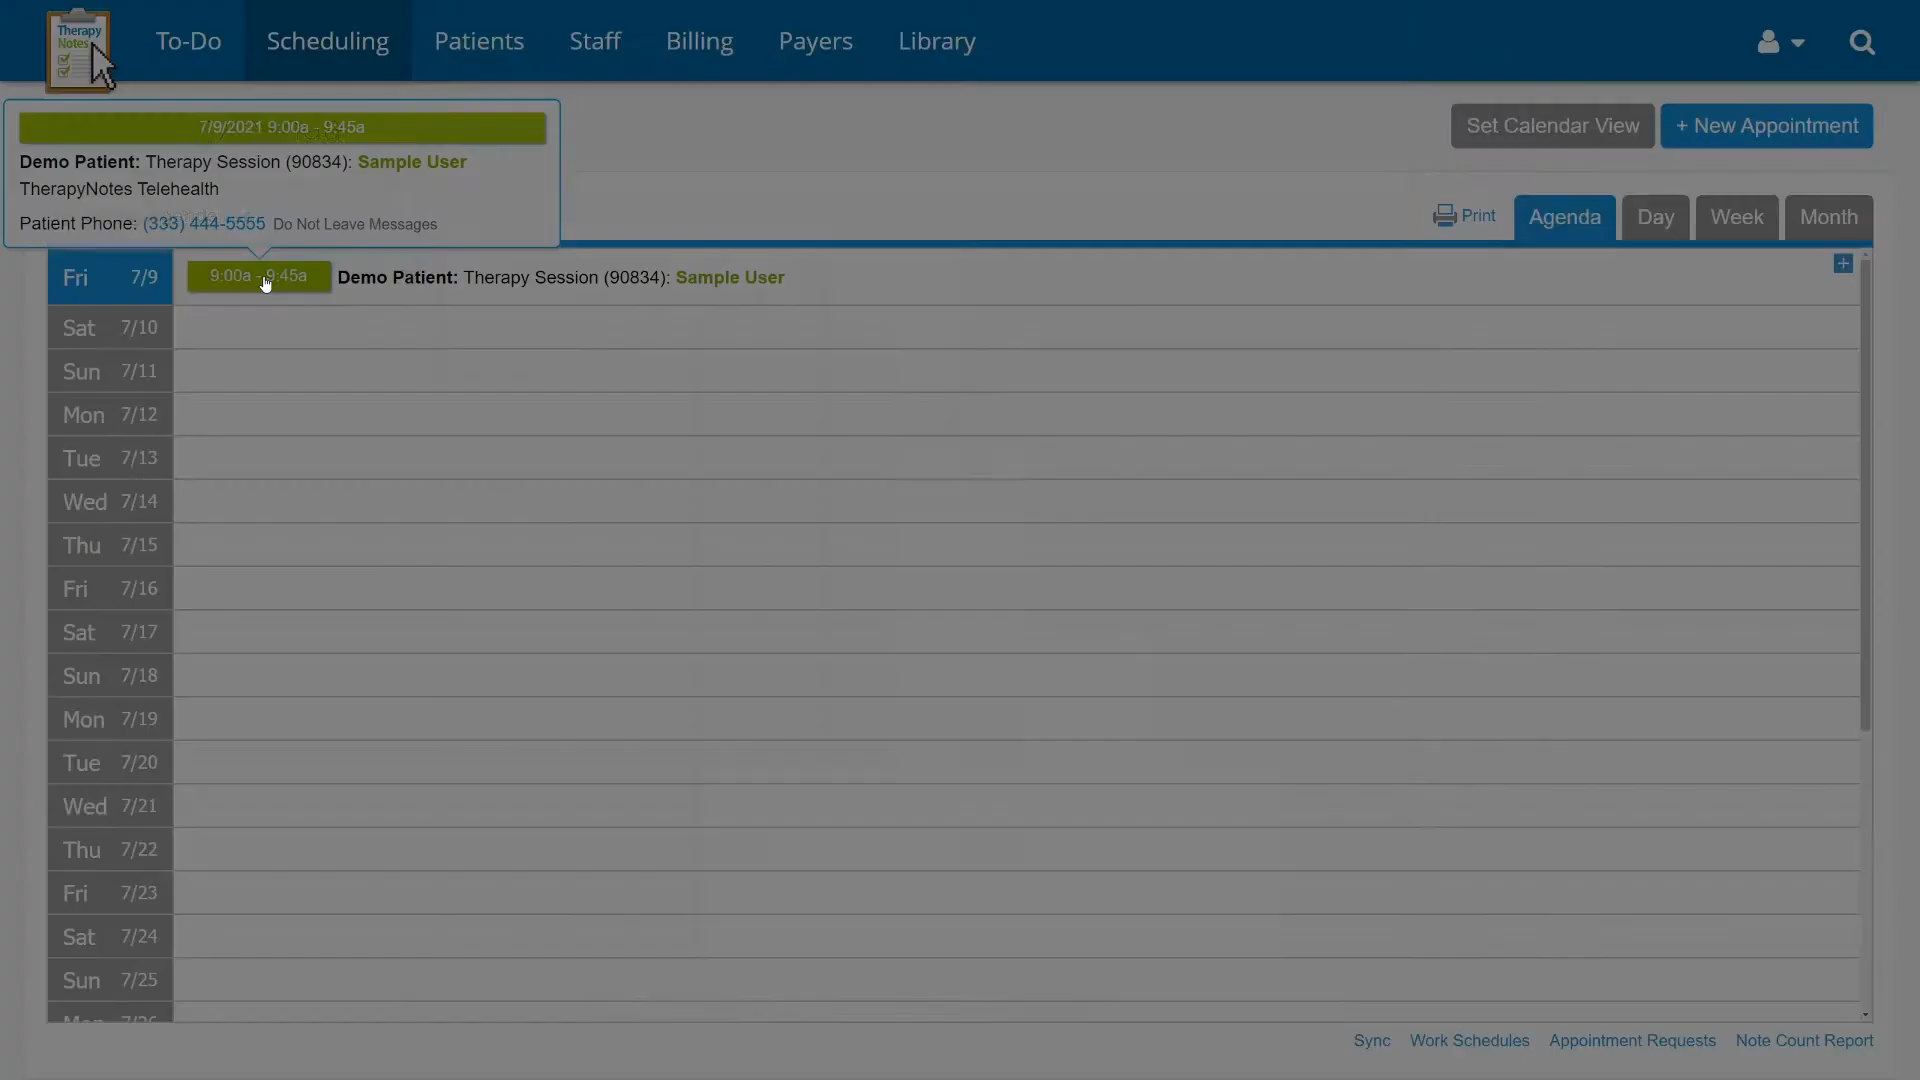 Therapy
Notes
To-Do
Scheduling
Patients
Staff
Billing
Payers
Library
7/9/2021 9:00a - 9:45a
Demo Patient: Therapy Session (90834): Sample User
TherapyNotes Telehealth
Patient Phone: (333) 444-5555 Do Not Leave Messages
Set Calendar View
+ New Appointment
Print
Agenda
Day
Week
Month
Fri 7/9
9:00a - 9:45a Demo Patient: Therapy Session (90834): Sample User
Sat 7/10
Sun 7/11
Mon 7/12
Tue 7/13
Wed 7/14
Thu 7/15
Fri 7/16
Sat 7/17
Sun 7/18
Mon 7/19
Tue 7/20
Wed 7/21
Thu 7/22
Fri 7/23
Sat 7/24
Sun 7/25
Mon 7/26
Sync
Work Schedules
Appointment Requests
Note Count Report